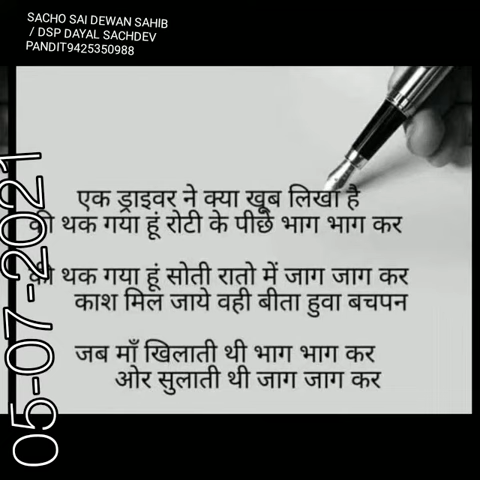 SACHO SAI DEWAN SAHIB
/ DSP DAYAL SACHDEV
PANDIT9425350988
एक ड्राइवर ने क्या खूब लिखा है
की थक गया हूं रोटी के पीछे भाग भाग कर
की थक गया हूं सोती रातो में जाग जाग कर
काश मिल जाये वही बीता हुवा बचपन
जब माँ खिलाती थी भाग भाग कर
ओर सुलाती थी जाग जाग कर
05-07-2021